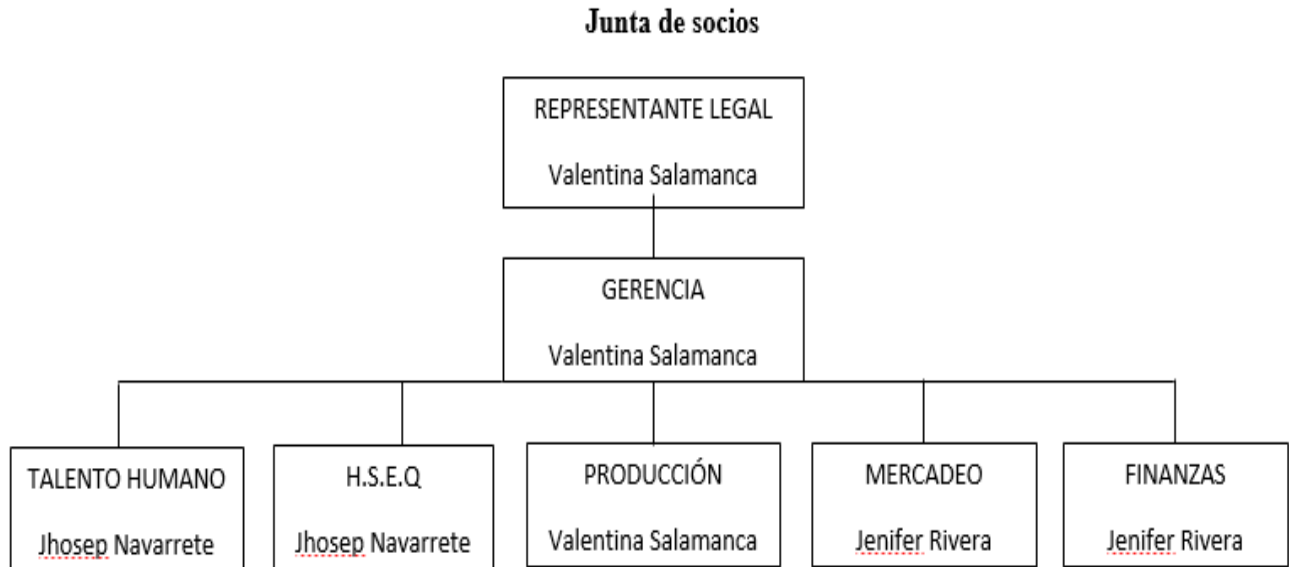 Junta de socios
REPRESENTANTE LEGAL
Valentina Salamanca
GERENCIA
Valentina Salamanca
TALENTO HUMANO
Jhosep Navarrete
H.S.E.Q
Jhosep Navarrete
PRODUCCIÓN
Valentina Salamanca
MERCADEO
Jenifer Rivera
FINANZAS
Jenifer Rivera